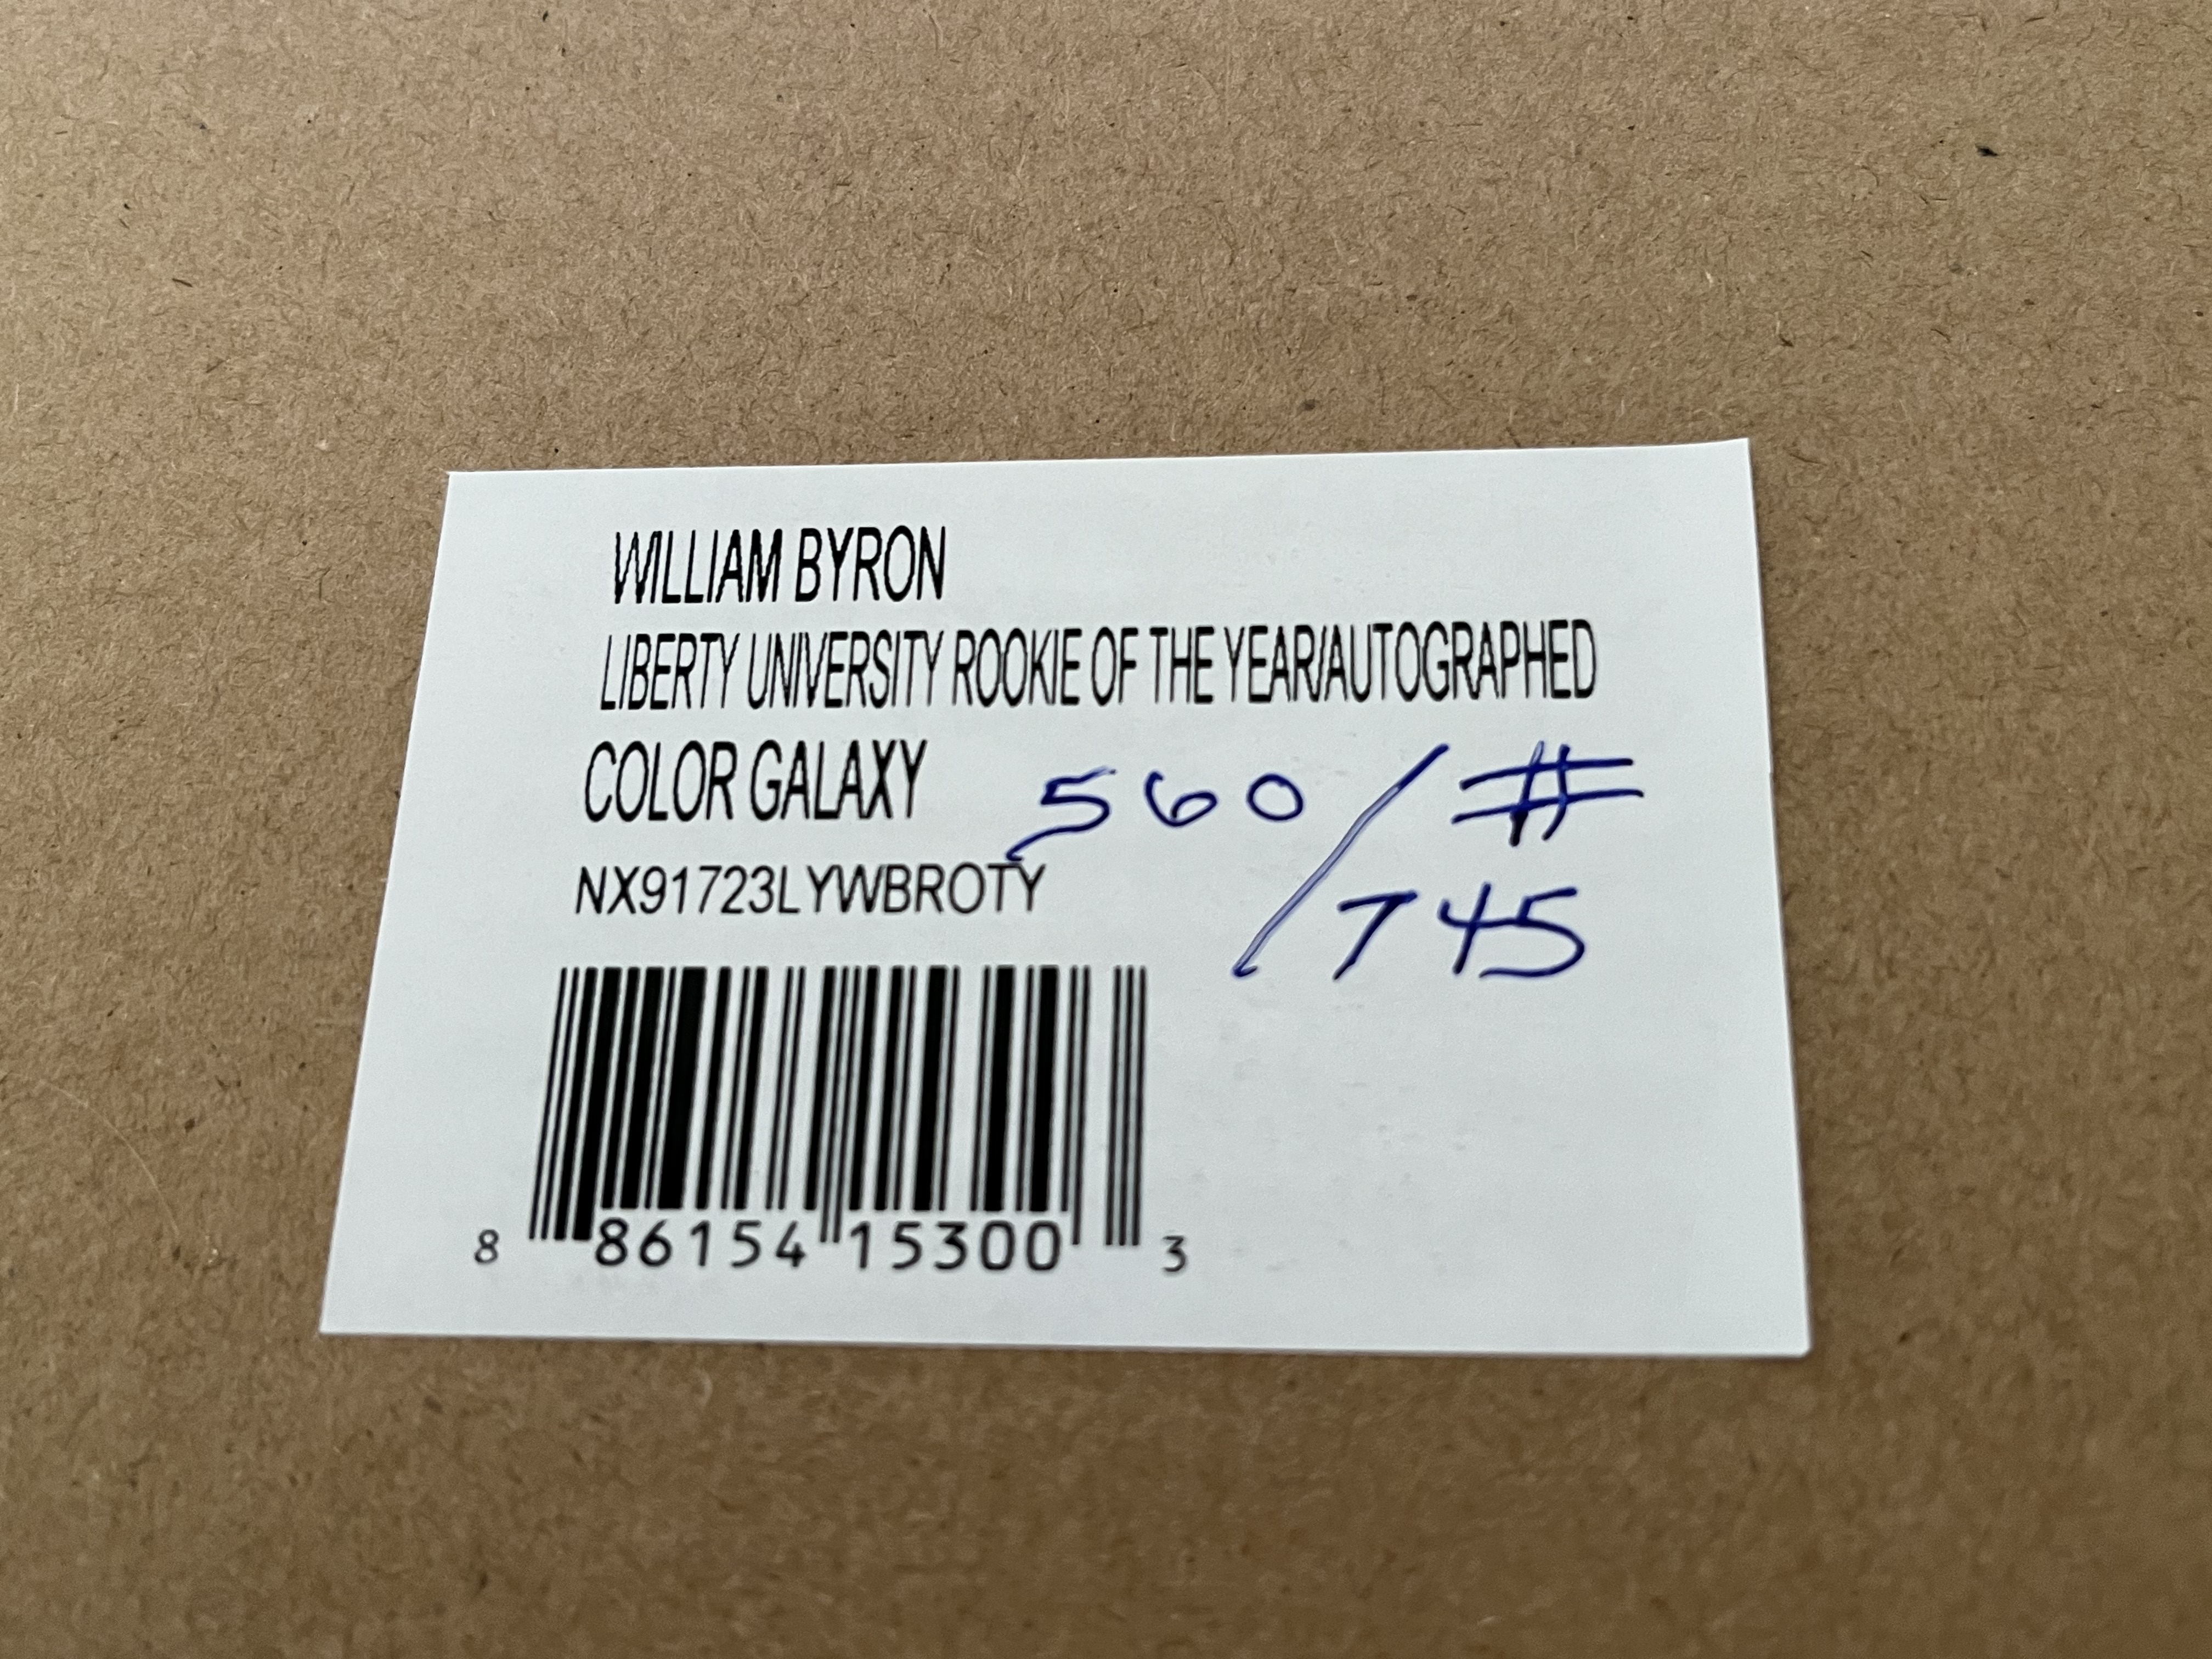 WILLIAM BYRON
LIBERTY UNIVERSITY ROOKIE OF THE YEAR/AUTOGRAPHED
COLOR GALAXY
560/#745
NX91723LYWBROTY
8 86154 15300 3